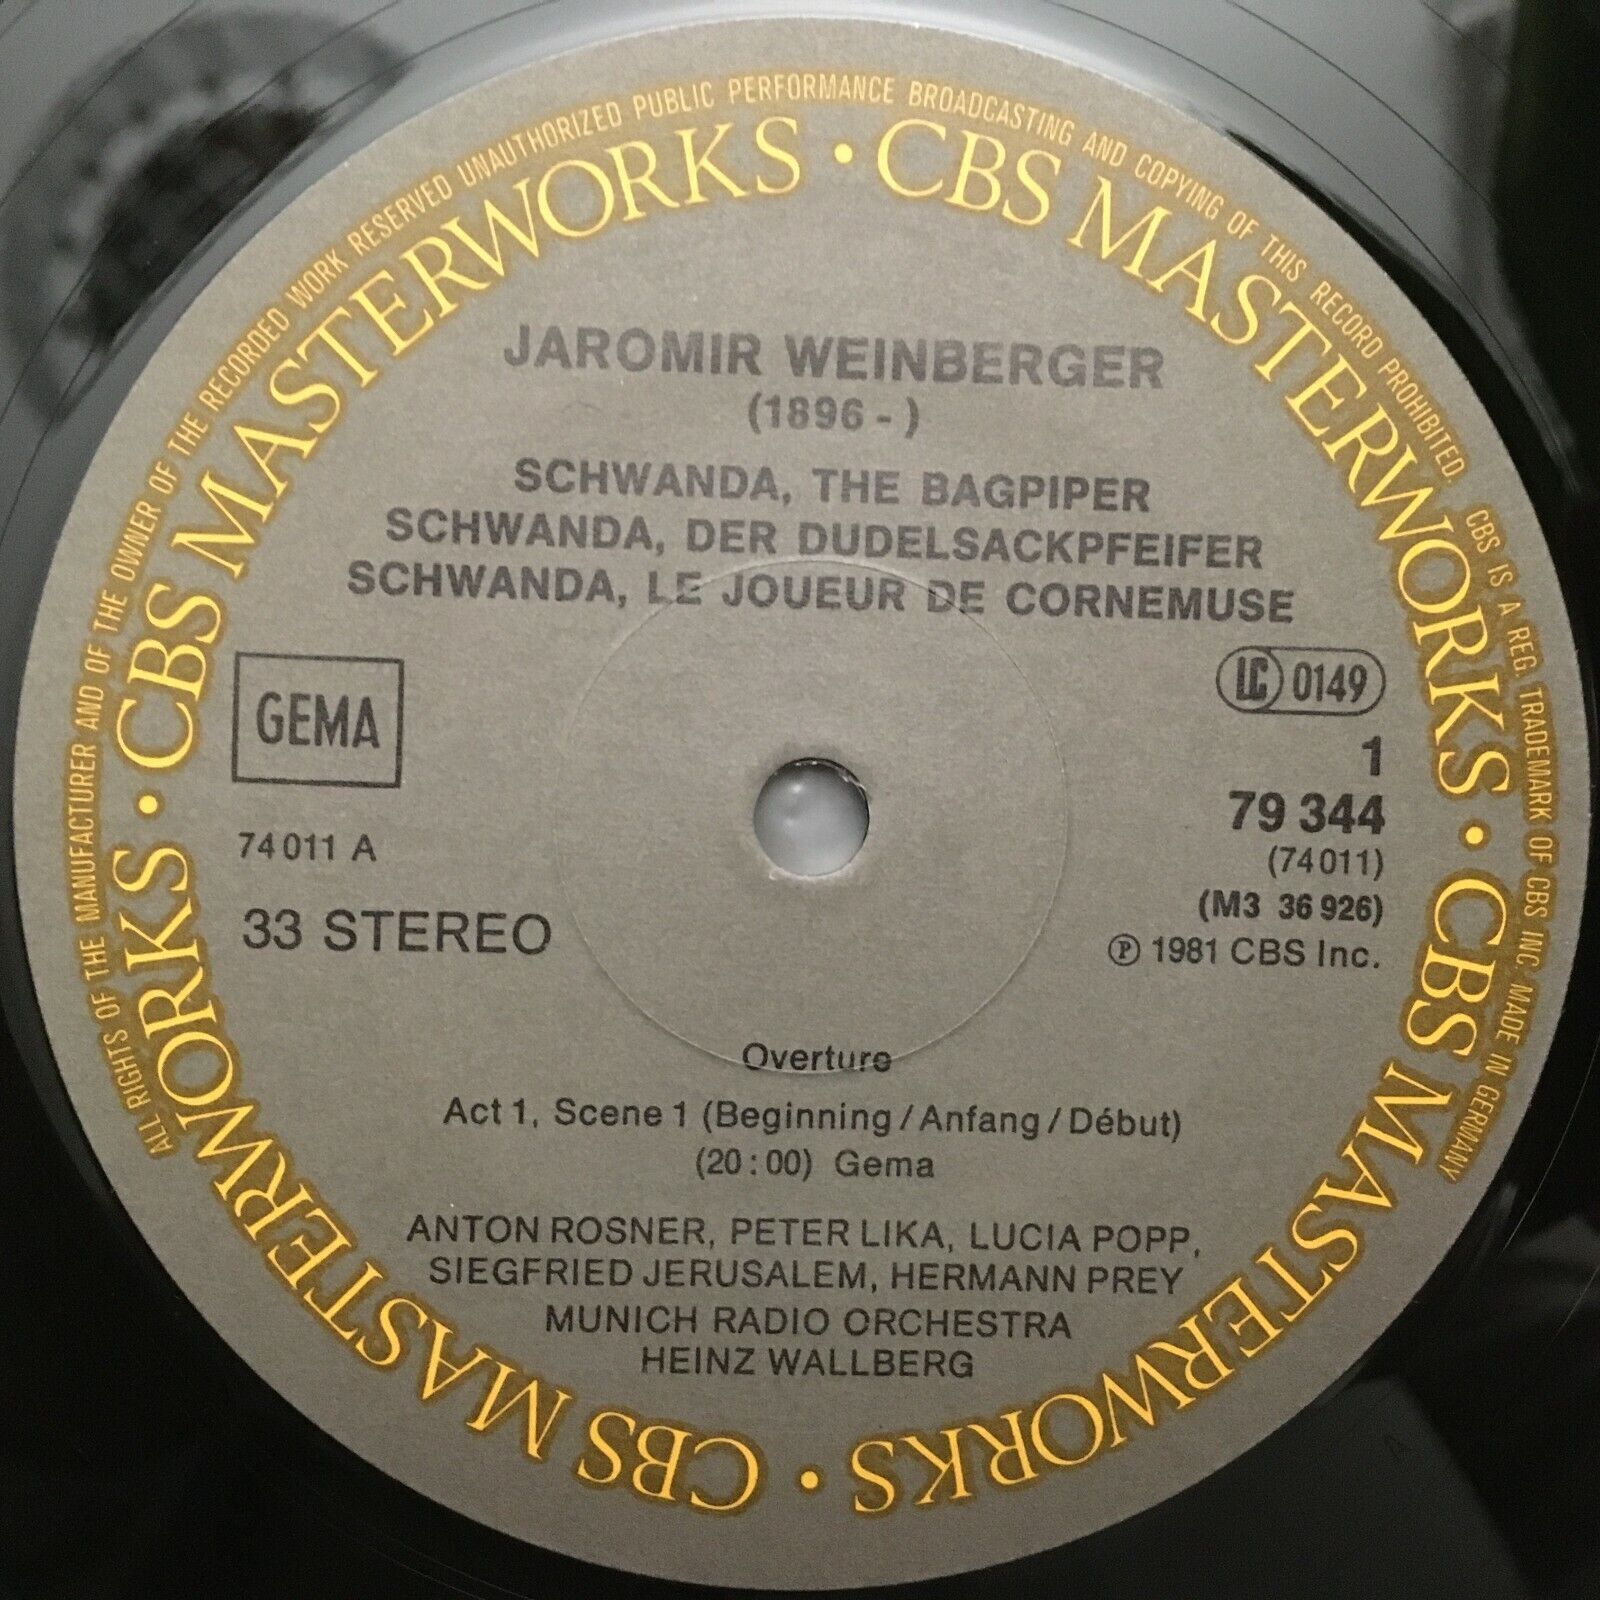 ALL RIGHTS OF THE MANUFACTURER AND OF THE OWNER OF THE RECORDED WORK RESERVED UNAUTHORIZED PUBLIC PERFORMANCE BROADCASTING AND COPYING OF THIS RECORD PROHIBITED. CBS IS A REG. TRADEMARK OF CBS INC. MADE IN GERMANY
CBS MASTERWORKS · CBS MASTERWORKS · CBS MASTERWORKS · CBS MASTERWORKS ·
JAROMIR WEINBERGER
(1896 - )
SCHWANDA, THE BAGPIPER
SCHWANDA, DER DUDELSACKPFEIFER
SCHWANDA, LE JOUEUR DE CORNEMUSE
GEMA
LC 0149
1
79 344
74 011 A
(74 011)
(M3 36 926)
33 STEREO
℗ 1981 CBS Inc.
Overture
Act 1, Scene 1 (Beginning / Anfang / Début)
(20:00) Gema
ANTON ROSNER, PETER LIKA, LUCIA POPP,
SIEGFRIED JERUSALEM, HERMANN PREY
MUNICH RADIO ORCHESTRA
HEINZ WALLBERG